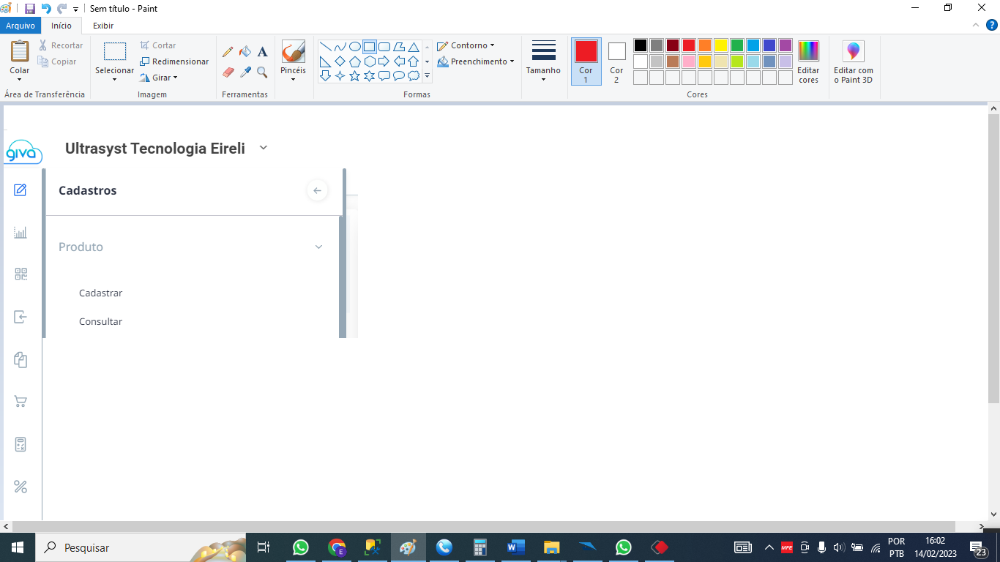 Sem título - Paint
Arquivo Início Exibir
Colar
Recortar
Copiar
Área de Transferência
Selecionar
Cortar
Redimensionar
Girar
Imagem
A
Ferramentas
Pincéis
Contorno
Preenchimento
Formas
Tamanho
Cor
1
Cor
2
Cores
Editar
cores
Editar com
o Paint 3D
giva
Ultrasyst Tecnologia Eireli
Cadastros
Produto
Cadastrar
Consultar
Pesquisar
E
W
MFE
POR
PTB
16:02
14/02/2023
23